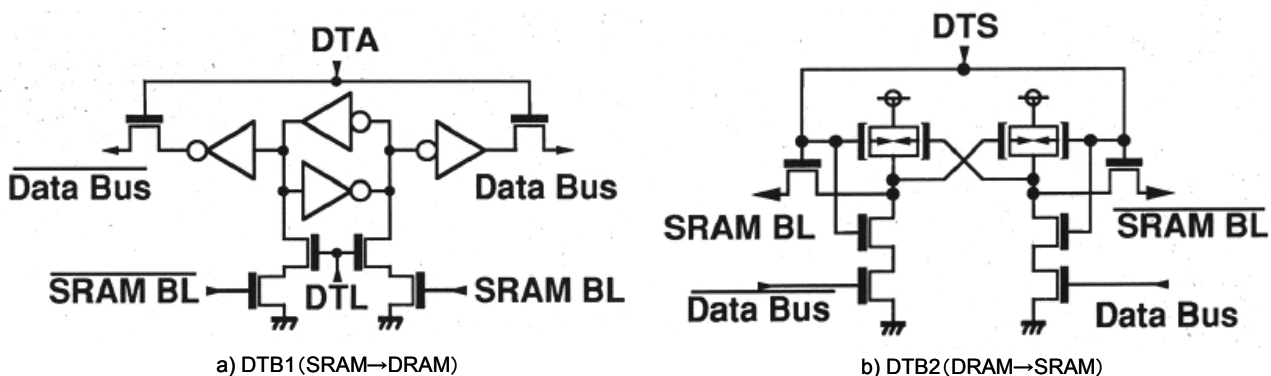 DTA
DTS
Data Bus
Data Bus
SRAM BL
SRAM BL
SRAM BL
DTL
SRAM BL
Data Bus
Data Bus
a) DTB1(SRAM→DRAM)
b) DTB2(DRAM→SRAM)